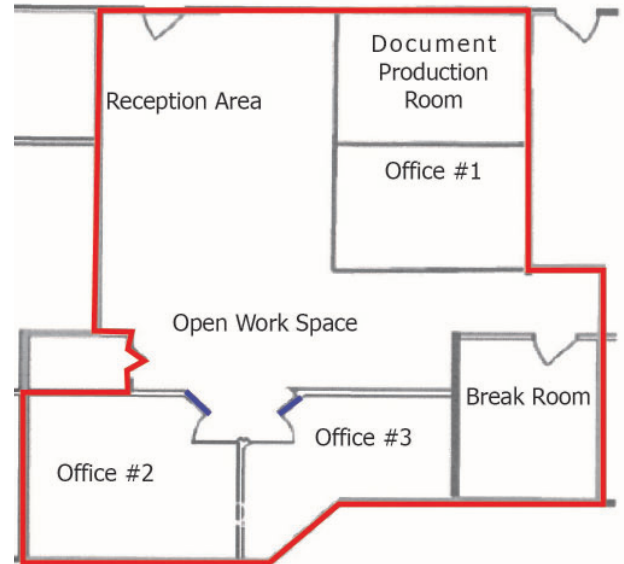 Document
Production
Room
Reception Area
Office #1
Open Work Space
Break Room
Office #3
Office #2